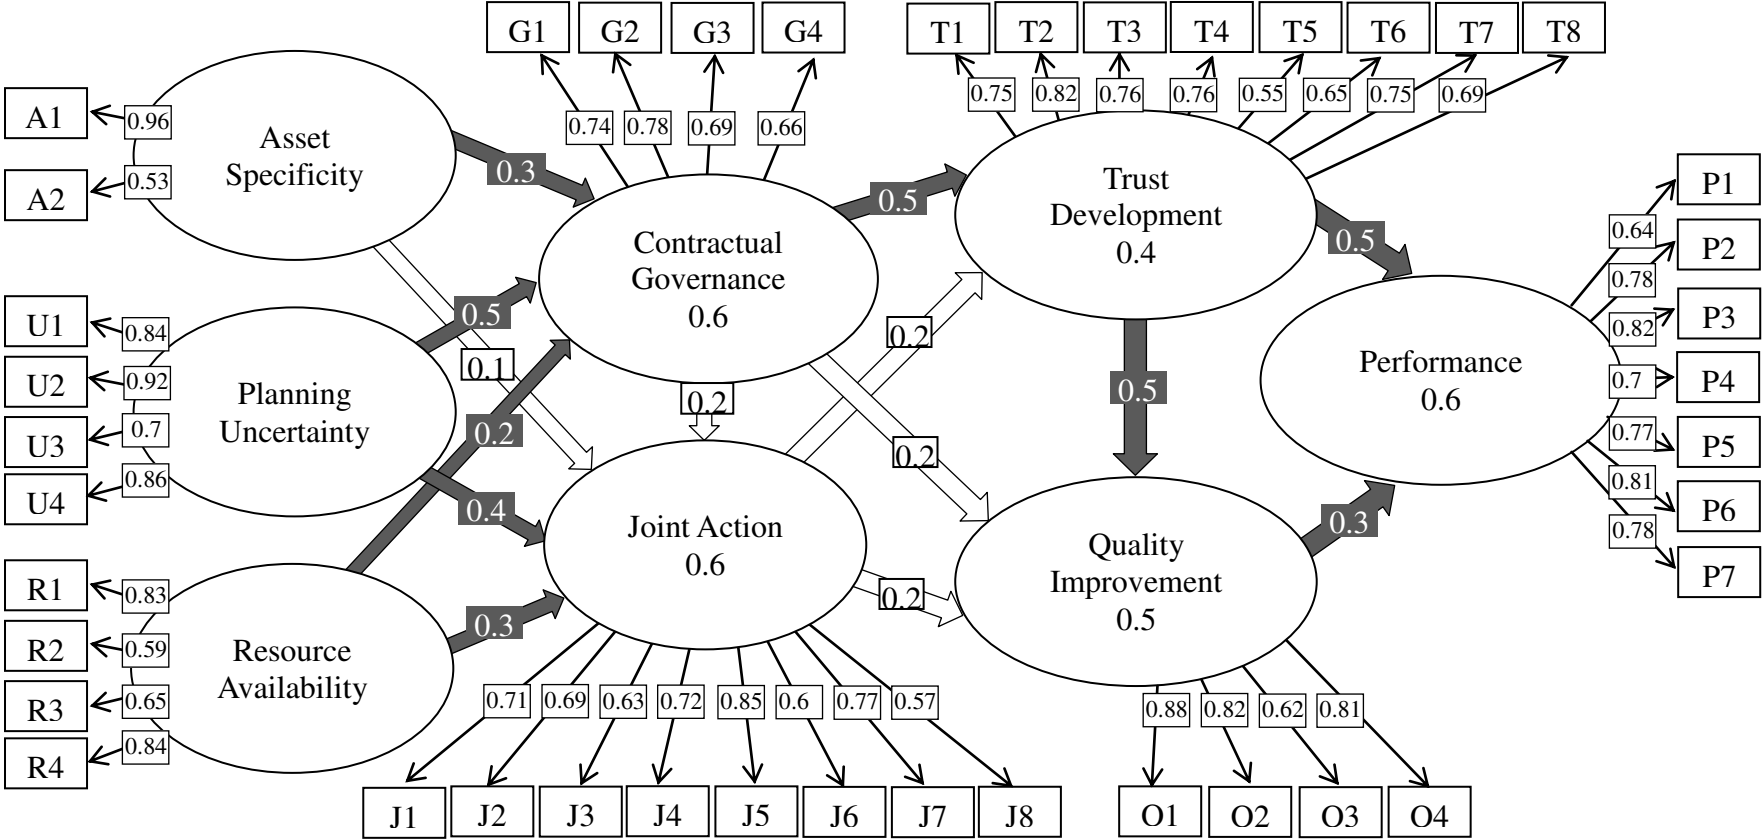 G1
G2
G3
G4
T1
T2
T3
T4
T5
T6
T7
T8
0.74
0.78
0.69
0.66
0.75
0.82
0.76
0.76
0.55
0.65
0.75
0.69
A1
A2
0.96
0.53
Asset
Specificity
0.3
0.1
U1
U2
U3
U4
0.84
0.92
0.7
0.86
Planning
Uncertainty
0.5
0.4
R1
R2
R3
R4
0.83
0.59
0.65
0.84
Resource
Availability
0.2
0.3
Contractual
Governance
0.6
0.5
0.2
0.2
0.2
Joint Action
0.6
0.2
Trust
Development
0.4
0.5
0.5
Quality
Improvement
0.5
0.3
Performance
0.6
0.64
0.78
0.82
0.7
0.77
0.81
0.78
P1
P2
P3
P4
P5
P6
P7
0.71
0.69
0.63
0.72
0.85
0.6
0.77
0.57
0.88
0.82
0.62
0.81
J1
J2
J3
J4
J5
J6
J7
J8
O1
O2
O3
O4